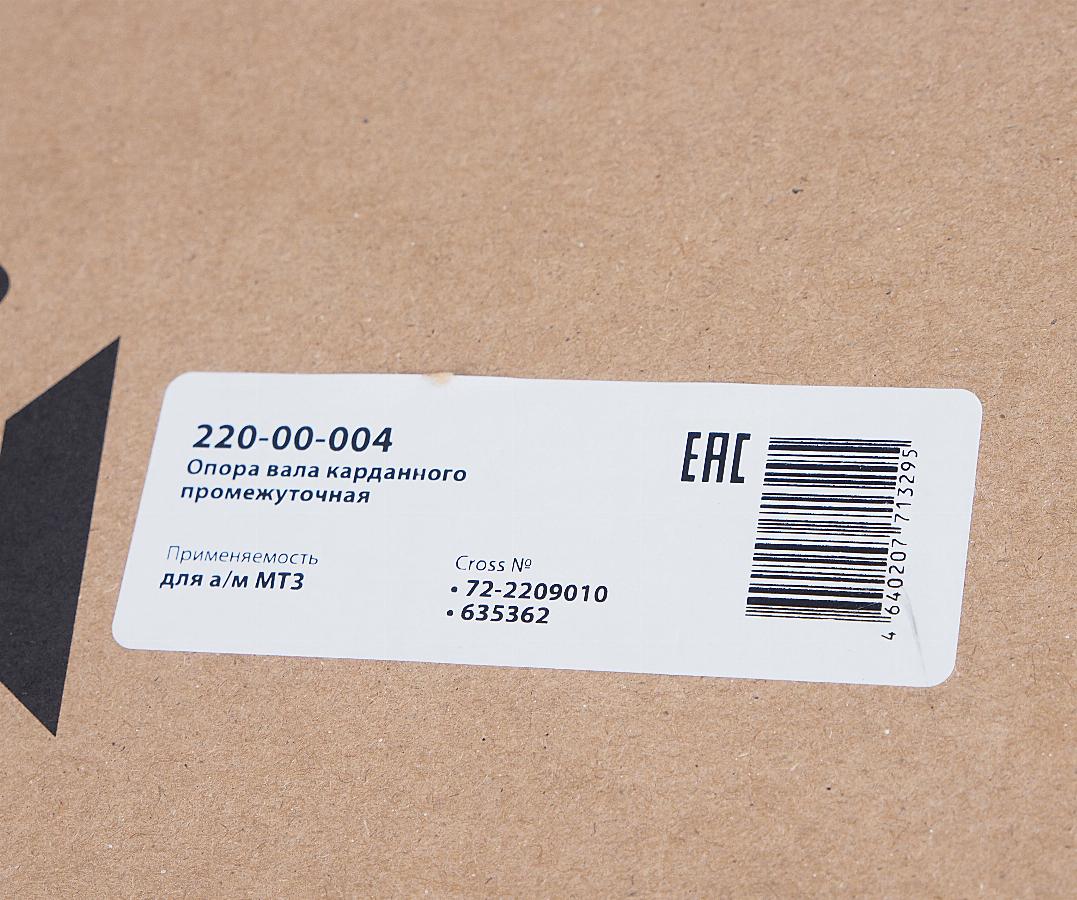 220-00-004
Опора вала карданного
промежуточная
Применяемость
для а/м МТЗ
Cross №
• 72-2209010
• 635362
EAC
4 640207 713295